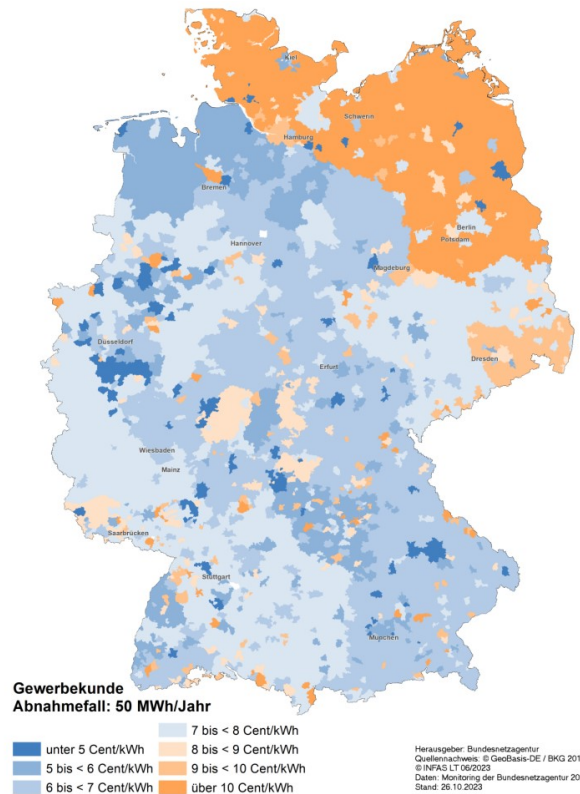 Kiel
Schwerin
Hamburg
Bremen
Berlin
Hannover
Potsdam
Magdeburg
Düsseldorf
Dresden
Erfurt
Wiesbaden
Mainz
Saarbrücken
Stuttgart
München
Gewerbekunde
Abnahmefall: 50 MWh/Jahr
unter 5 Cent/kWh
5 bis < 6 Cent/kWh
6 bis < 7 Cent/kWh
7 bis < 8 Cent/kWh
8 bis < 9 Cent/kWh
9 bis < 10 Cent/kWh
über 10 Cent/kWh
Herausgeber: Bundesnetzagentur
Quellennachweis: © GeoBasis-DE / BKG 201
© INFAS LT 06/2023
Daten: Monitoring der Bundesnetzagentur 20
Stand: 26.10.2023